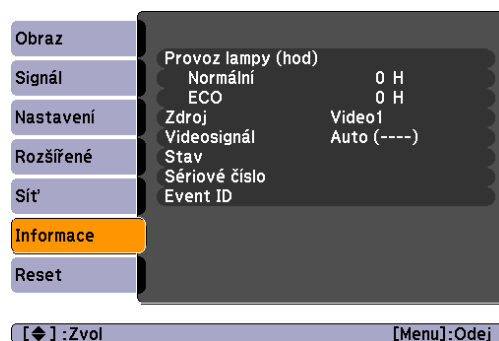 Obraz
Signál
Nastavení
Rozšířené
Síť
Informace
Reset
Provoz lampy (hod)
Normální 0 H
ECO 0 H
Zdroj Video1
Videosignál Auto (----)
Stav
Sériové číslo
Event ID
[◆] :Zvol [Menu]:Odej